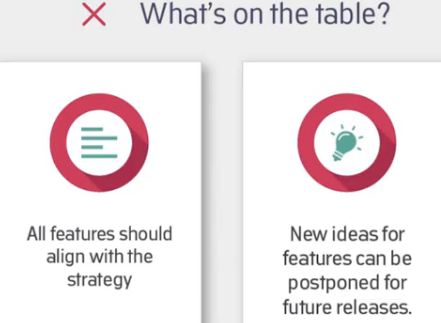 What's on the table?
All features should
align with the
strategy
New ideas for
features can be
postponed for
future releases.